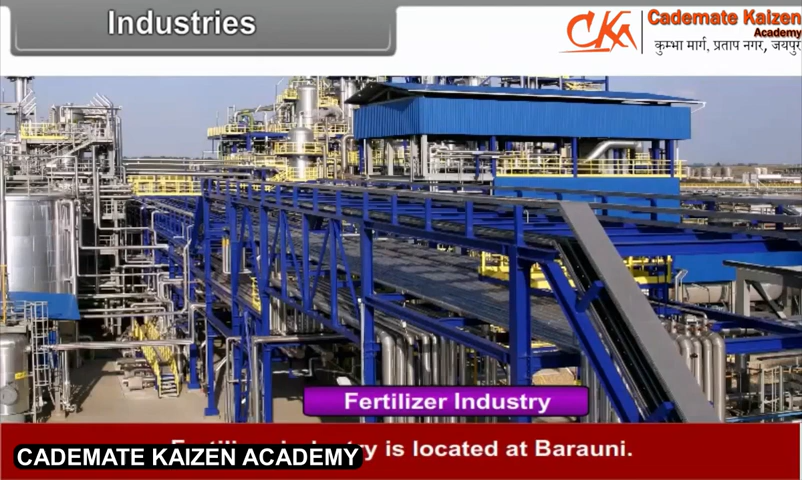 Industries
CKA
Cademate Kaizen
Academy
कुम्भा मार्ग, प्रताप नगर, जयपुर
Fertilizer Industry
is located at Barauni.
CADEMATE KAIZEN ACADEMY